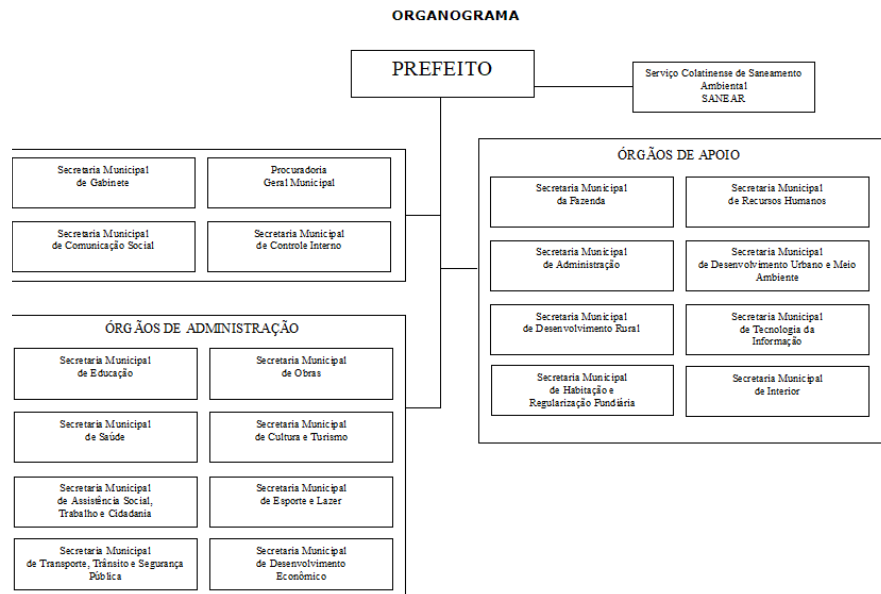 ORGANOGRAMA
PREFEITO
Serviço Colatinense de Saneamento
Ambiental
SANEAR
Secretaria Municipal
de Gabinete
Procuradoria
Geral Municipal
Secretaria Municipal
de Comunicação Social
Secretaria Municipal
de Controle Interno
ÓRGÃOS DE APOIO
Secretaria Municipal
da Fazenda
Secretaria Municipal
de Recursos Humanos
Secretaria Municipal
de Administração
Secretaria Municipal
de Desenvolvimento Urbano e Meio
Ambiente
Secretaria Municipal
de Desenvolvimento Rural
Secretaria Municipal
de Tecnologia da
Informação
Secretaria Municipal
de Habitação e
Regularização Fundiária
Secretaria Municipal
de Interior
ÓRGÃOS DE ADMINISTRAÇÃO
Secretaria Municipal
de Educação
Secretaria Municipal
de Obras
Secretaria Municipal
de Saúde
Secretaria Municipal
de Cultura e Turismo
Secretaria Municipal
de Assistência Social,
Trabalho e Cidadania
Secretaria Municipal
de Esporte e Lazer
Secretaria Municipal
de Transporte, Trânsito e Segurança
Pública
Secretaria Municipal
de Desenvolvimento
Econômico